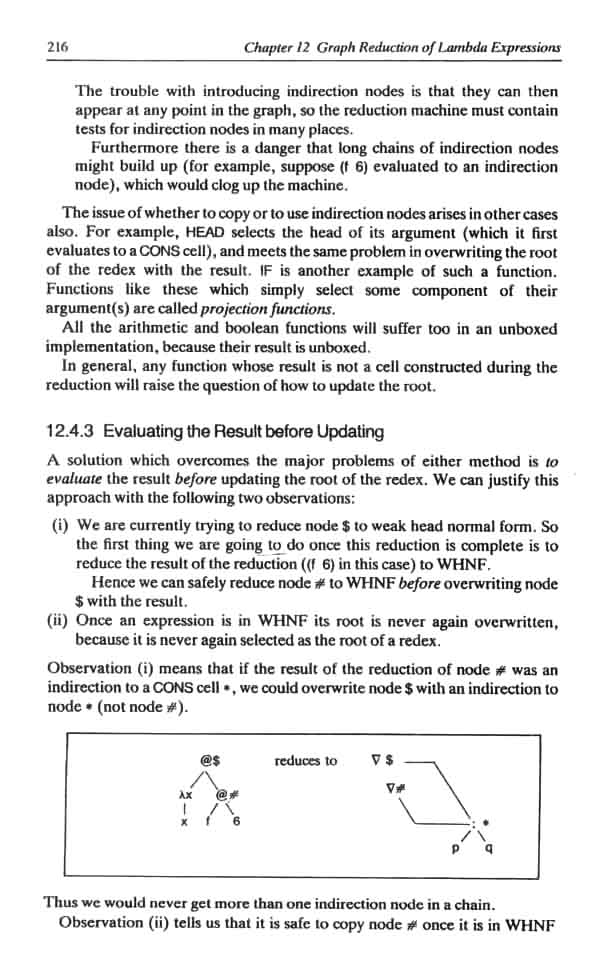 216 Chapter 12 Graph Reduction of Lambda Expressions
The trouble with introducing indirection nodes is that they can then
appear at any point in the graph, so the reduction machine must contain
tests for indirection nodes in many places.
Furthermore there is a danger that long chains of indirection nodes
might build up (for example, suppose (f 6) evaluated to an indirection
node), which would clog up the machine.
The issue of whether to copy or to use indirection nodes arises in other cases
also. For example, HEAD selects the head of its argument (which it first
evaluates to a CONS cell), and meets the same problem in overwriting the root
of the redex with the result. IF is another example of such a function.
Functions like these which simply select some component of their
argument(s) are called projection functions.
All the arithmetic and boolean functions will suffer too in an unboxed
implementation, because their result is unboxed.
In general, any function whose result is not a cell constructed during the
reduction will raise the question of how to update the root.
12.4.3 Evaluating the Result before Updating
A solution which overcomes the major problems of either method is to
evaluate the result before updating the root of the redex. We can justify this
approach with the following two observations:
(i) We are currently trying to reduce node $ to weak head normal form. So
the first thing we are going to do once this reduction is complete is to
reduce the result of the reduction ((f 6) in this case) to WHNF.
Hence we can safely reduce node # to WHNF before overwriting node
$ with the result.
(ii) Once an expression is in WHNF its root is never again overwritten,
because it is never again selected as the root of a redex.
Observation (i) means that if the result of the reduction of node # was an
indirection to a CONS cell *, we could overwrite node $ with an indirection to
node * (not node #).
@$ reduces to ∇ $
λx @# ∇#
x f 6 : *
p q
Thus we would never get more than one indirection node in a chain.
Observation (ii) tells us that it is safe to copy node # once it is in WHNF